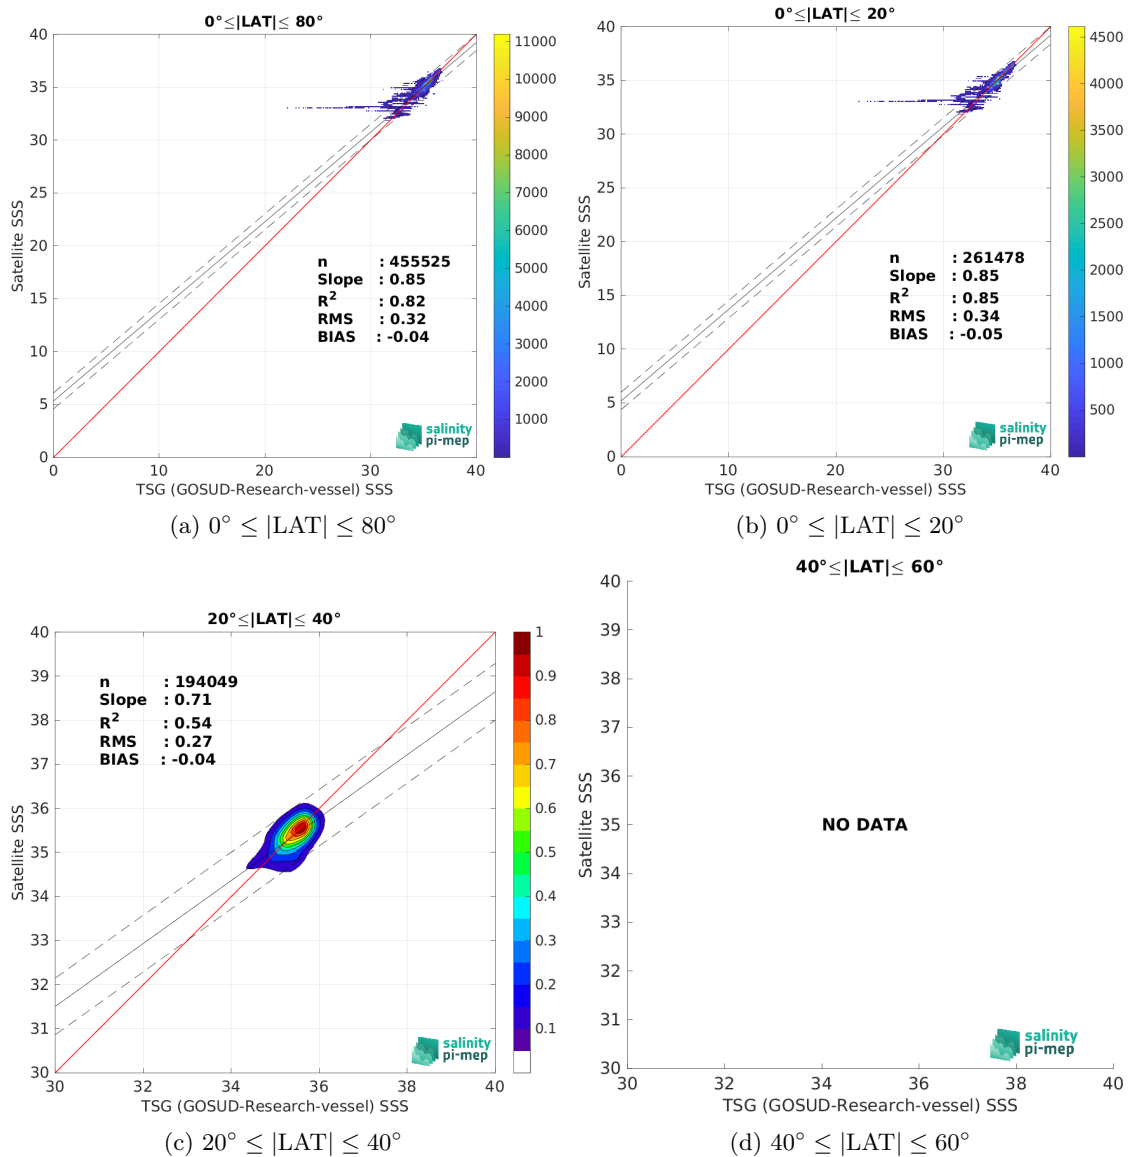 0°≤|LAT|≤ 80°
40
35
30
25
20
15
10
5
0
Satellite SSS
n : 455525
Slope : 0.85
R² : 0.82
RMS : 0.32
BIAS : -0.04
salinity
pi-mep
0 10 20 30 40
TSG (GOSUD-Research-vessel) SSS
11000
10000
9000
8000
7000
6000
5000
4000
3000
2000
1000
(a) 0° ≤ |LAT| ≤ 80°
0°≤|LAT|≤ 20°
40
35
30
25
20
15
10
5
0
Satellite SSS
n : 261478
Slope : 0.85
R² : 0.85
RMS : 0.34
BIAS : -0.05
salinity
pi-mep
0 10 20 30 40
TSG (GOSUD-Research-vessel) SSS
4500
4000
3500
3000
2500
2000
1500
1000
500
(b) 0° ≤ |LAT| ≤ 20°
20°≤|LAT|≤ 40°
40
39
38
37
36
35
34
33
32
31
30
Satellite SSS
n : 194049
Slope : 0.71
R² : 0.54
RMS : 0.27
BIAS : -0.04
salinity
pi-mep
30 32 34 36 38 40
TSG (GOSUD-Research-vessel) SSS
1
0.9
0.8
0.7
0.6
0.5
0.4
0.3
0.2
0.1
(c) 20° ≤ |LAT| ≤ 40°
40°≤|LAT|≤ 60°
40
39
38
37
36
35
34
33
32
31
30
Satellite SSS
NO DATA
salinity
pi-mep
30 32 34 36 38 40
TSG (GOSUD-Research-vessel) SSS
(d) 40° ≤ |LAT| ≤ 60°